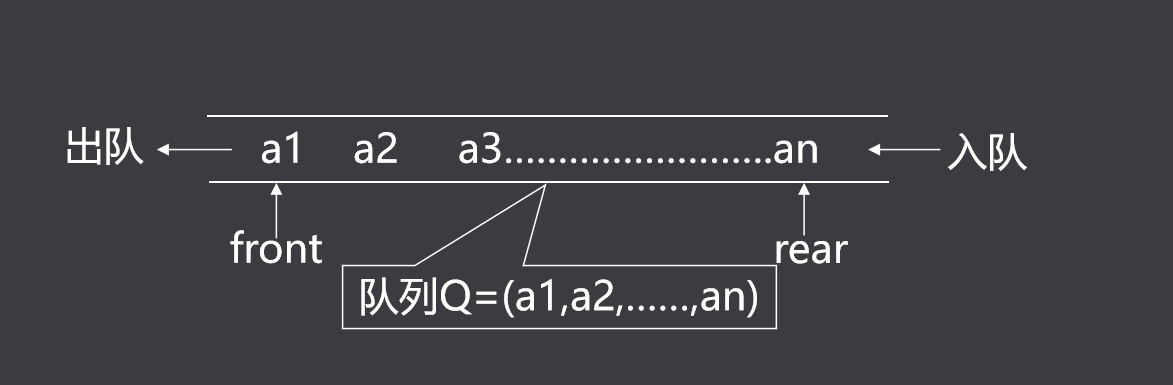 出队 a1 a2 a3........................an 入队
front rear
队列Q=(a1,a2,......,an)